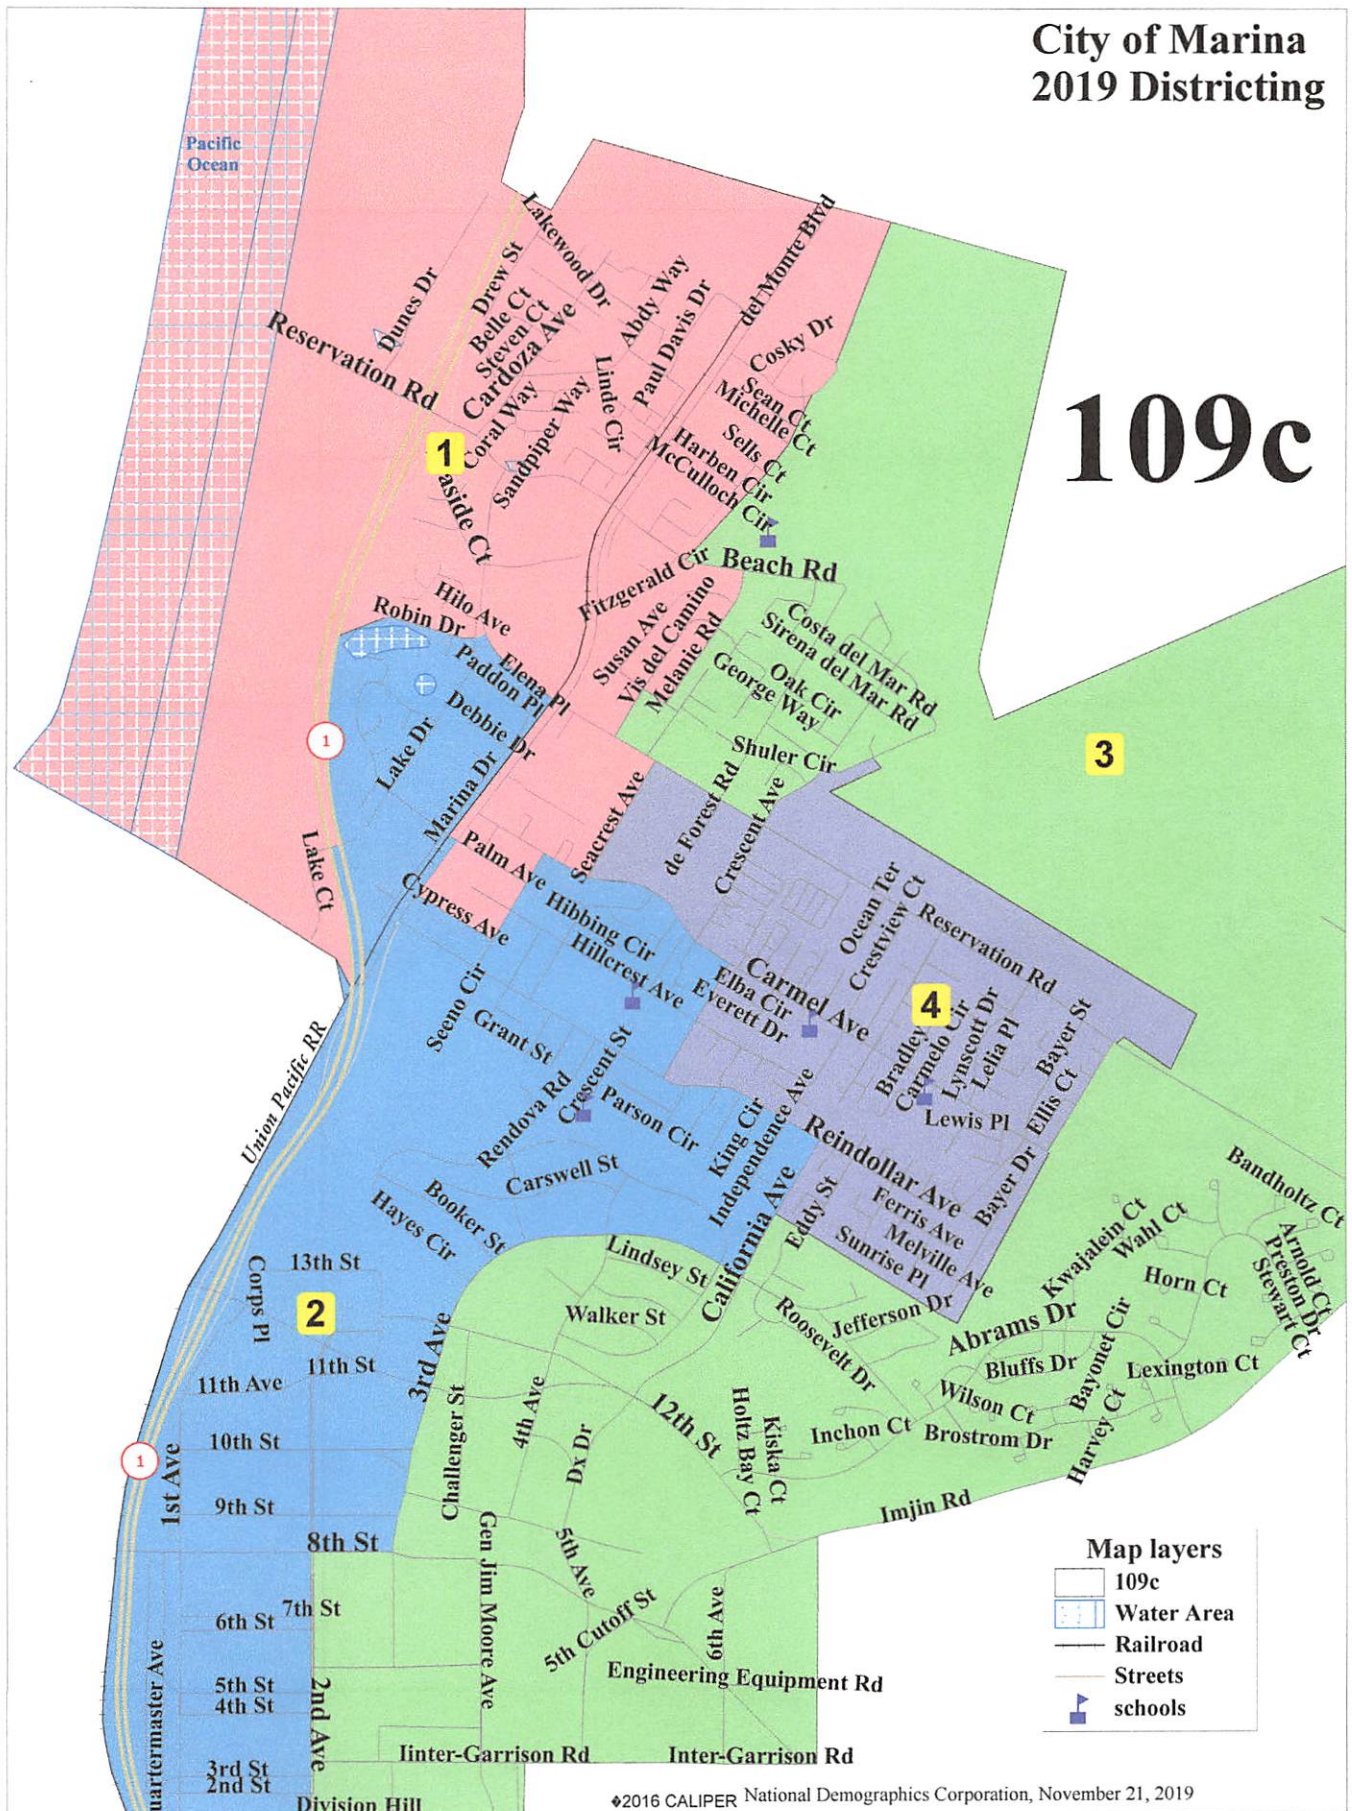 City of Marina
2019 Districting
109c
Pacific
Ocean
Lakewood Dr
Drew St
Dunes Dr
Belle Ct
Steven Ct
Cardoza Ave
Abdy Way
Paul Davis Dr
del Monte Blvd
Reservation Rd
Cosky Dr
Coral Way
Sandpiper Way
Linde Cir
Sean Ct
Michelle Ct
Sells Ct
Harben Cir
McCulloch Cir
1
aside Ct
Beach Rd
Fitzgerald Cir
Hilo Ave
Robin Dr
Susan Ave
Vis del Camino
Melanie Rd
Costa del Mar Rd
Sirena del Mar Rd
Oak Cir
George Way
Elena Pl
Paddon Pl
Debbie Dr
Lake Dr
Marina Dr
1
Shuler Cir
3
de Forest Rd
Crescent Ave
Seacrest Ave
Lake Ct
Palm Ave
Cypress Ave
Hibbing Cir
Hillcrest Ave
Ocean Ter
Crestview Ct
Reservation Rd
Carmel Ave
Elba Cir
Everett Dr
4
Seeno Cir
Grant St
Bradley
Carmelo Cir
Lynscott Dr
Lelia Pl
Bayer St
Ellis Ct
Lewis Pl
Union Pacific RR
Rendova Rd
Crescent St
Parson Cir
King Cir
Independence Ave
Reindollar Ave
Carswell St
California Ave
Eddy St
Ferris Ave
Melville Ave
Sunrise Pl
Bayer Dr
Booker St
Hayes Cir
Lindsey St
Kwajalein Ct
Wahl Ct
Bandholtz Ct
Arnold Ct
Preston Dr
Stewart Ct
Horn Ct
13th St
Corps Pl
2
Walker St
Roosevelt Dr
Jefferson Dr
Abrams Dr
Bluffs Dr
Bayonet Cir
Lexington Ct
11th St
11th Ave
3rd Ave
Challenger St
4th Ave
12th St
Holtz Bay Ct
Kiska Ct
Inchon Ct
Wilson Ct
Brostrom Dr
Harvey Ct
10th St
1
1st Ave
Dx Dr
Imjin Rd
9th St
8th St
Gen Jim Moore Ave
5th Ave
7th St
6th St
5th Cutoff St
6th Ave
Engineering Equipment Rd
uartermaster Ave
5th St
4th St
2nd Ave
Iinter-Garrison Rd
Inter-Garrison Rd
3rd St
2nd St
Division Hill
Map layers
109c
Water Area
Railroad
Streets
schools
�2016 CALIPER National Demographics Corporation, November 21, 2019